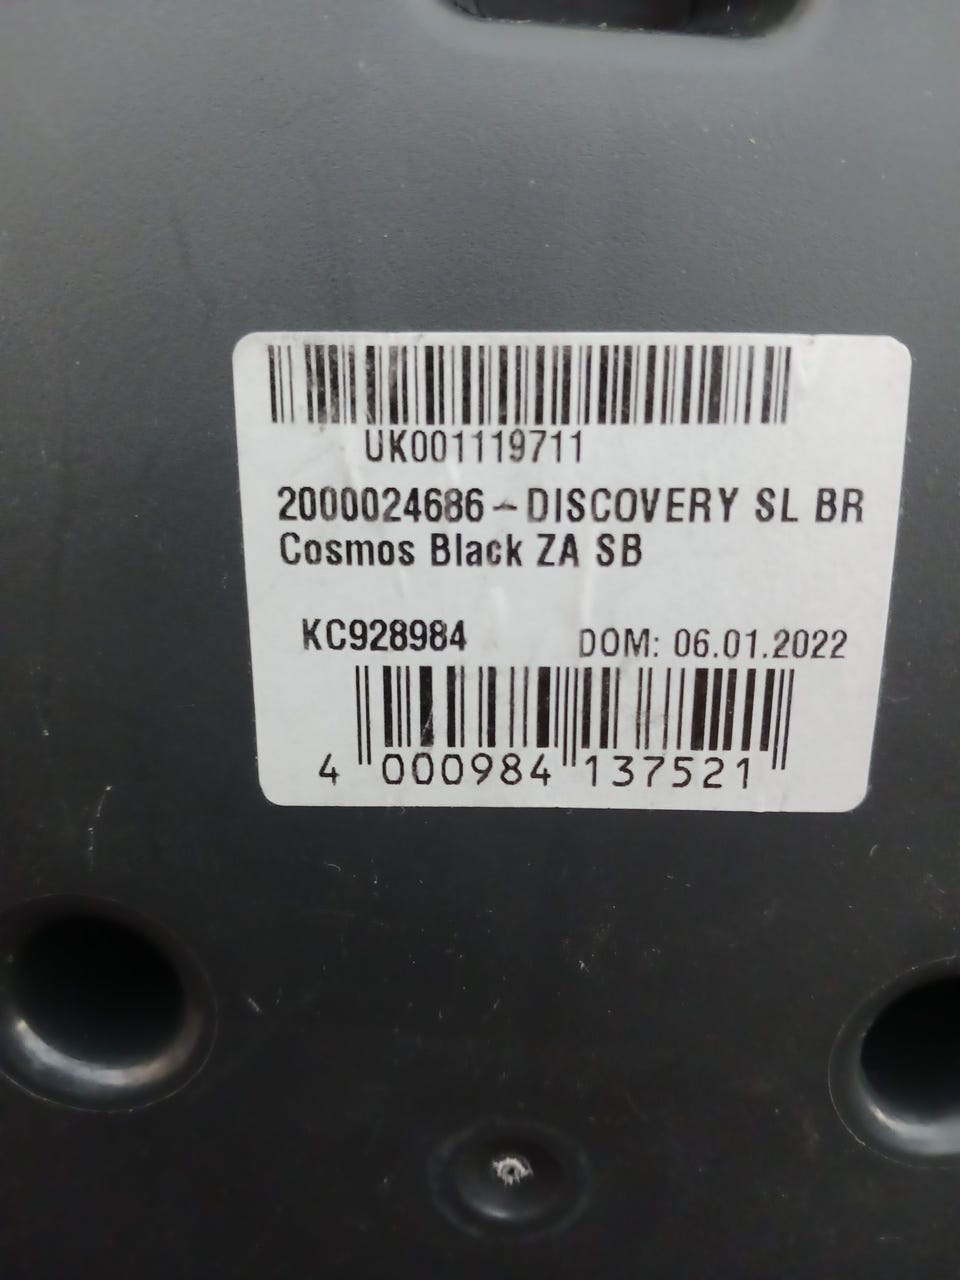 UK001119711
2000024686 - DISCOVERY SL BR
Cosmos Black ZA SB
KC928984 DOM: 06.01.2022
4 000984 137521